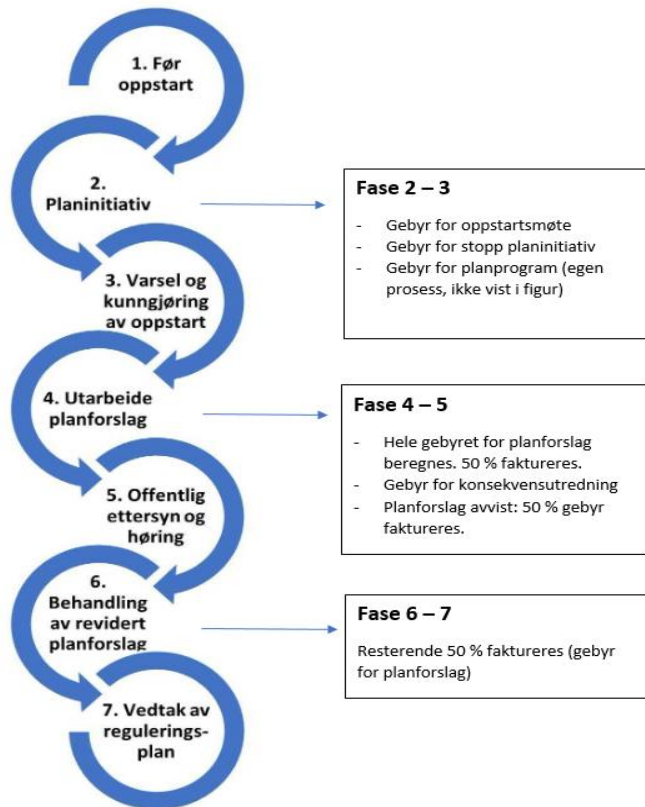 1. Før
oppstart
2.
Planinitiativ
3. Varsel og
kunngjøring
av oppstart
4. Utarbeide
planforslag
5. Offentlig
ettersyn og
høring
6.
Behandling
av revidert
planforslag
7. Vedtak av
regulerings-
plan
Fase 2 – 3
- Gebyr for oppstartsmøte
- Gebyr for stopp planinitiativ
- Gebyr for planprogram (egen
prosess, ikke vist i figur)
Fase 4 – 5
- Hele gebyret for planforslag
beregnes. 50 % faktureres.
- Gebyr for konsekvensutredning
- Planforslag avvist: 50 % gebyr
faktureres.
Fase 6 – 7
Resterende 50 % faktureres (gebyr
for planforslag)